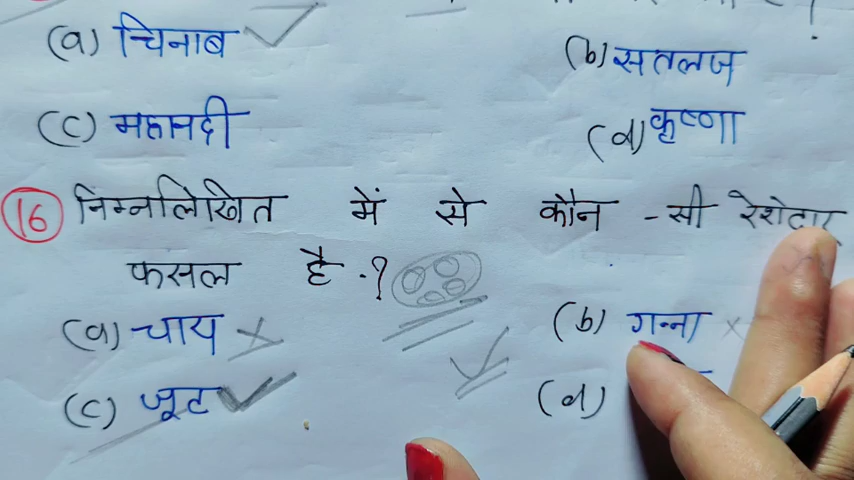 (a) चिनाब
(b) सतलज
(c) महानदी
(d) कृष्णा
16 निम्नलिखित में से कौन - सी रेशेदार
फसल है - ?
(a) चाय
(b) गन्ना
(c) जूट
(d)